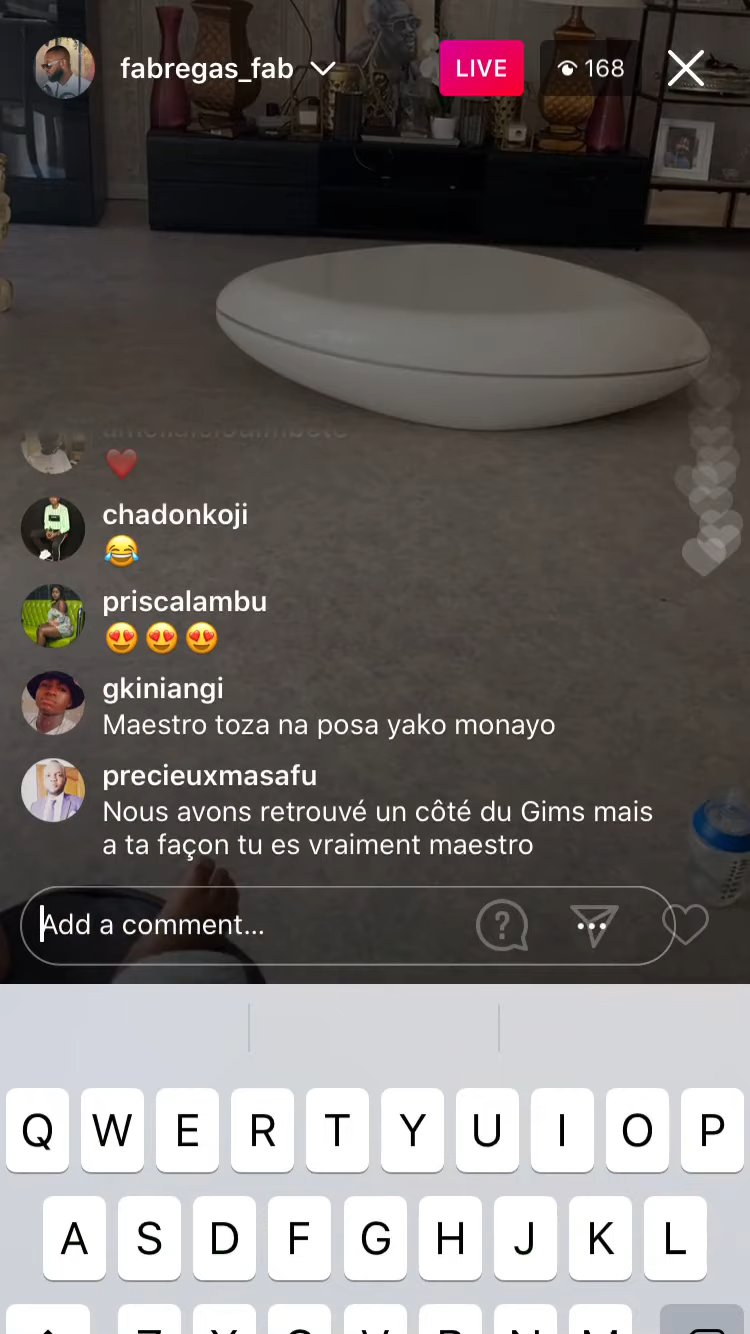 fabregas_fab
LIVE
168
chadonkoji
😂
priscalambu
😍 😍 😍
gkiniangi
Maestro toza na posa yako monayo
precieuxmasafu
Nous avons retrouvé un côté du Gims mais
a ta façon tu es vraiment maestro
Add a comment...
?
Q W E R T Y U I O P
A S D F G H J K L
Z X C V B N M